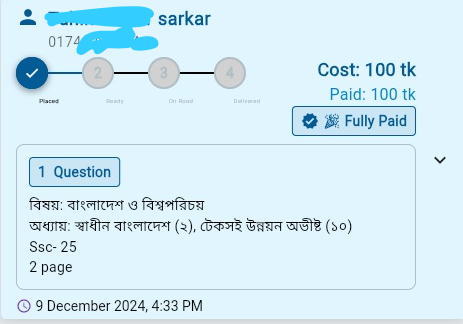 sarkar
0174
2
3
4
Placed
Ready
On Road
Delivered
Cost: 100 tk
Paid: 100 tk
Fully Paid
1 Question
বিষয়: বাংলাদেশ ও বিশ্বপরিচয়
অধ্যায়: স্বাধীন বাংলাদেশ (২), টেকসই উন্নয়ন অভীষ্ট (১০)
Ssc- 25
2 page
9 December 2024, 4:33 PM